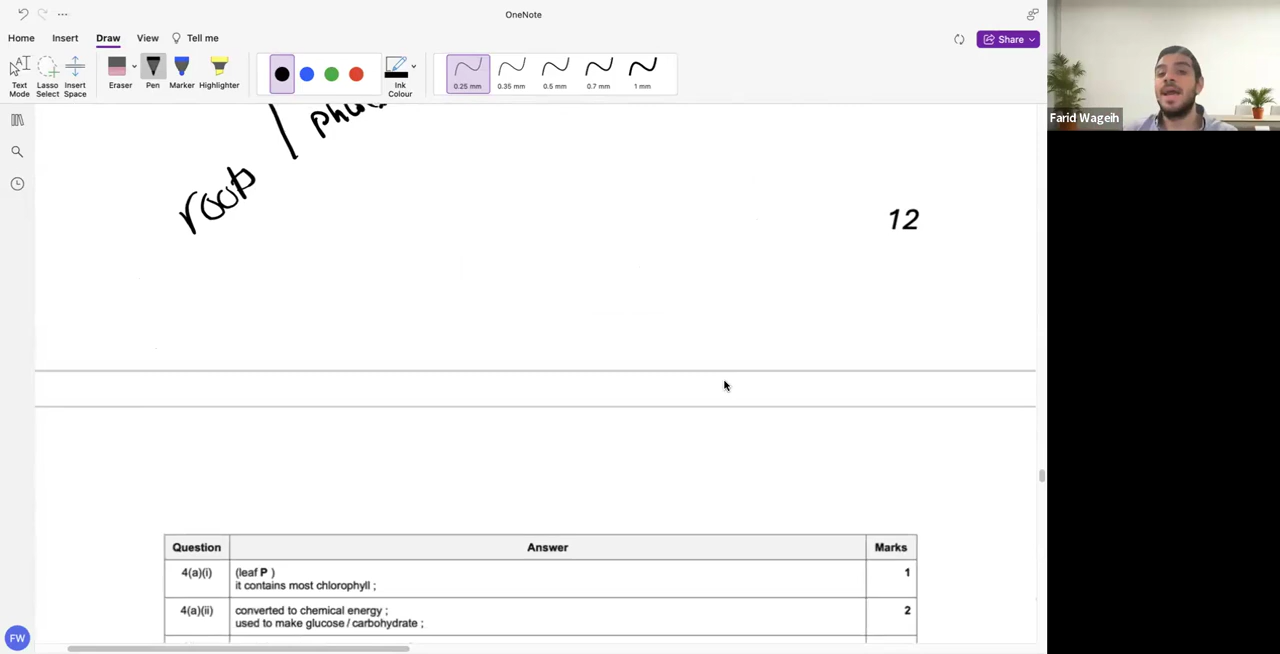 OneNote
Home Insert Draw View Tell me
Share
Text Mode
Lasso Select
Insert Space
Eraser
Pen
Marker
Highlighter
Ink Colour
0.25 mm
0.35 mm
0.5 mm
0.7 mm
1 mm
Farid Wageih
roots
12
Question Answer Marks
4(a)(i) (leaf P ) 1
it contains most chlorophyll ;
4(a)(ii) converted to chemical energy ; 2
used to make glucose / carbohydrate ;
FW